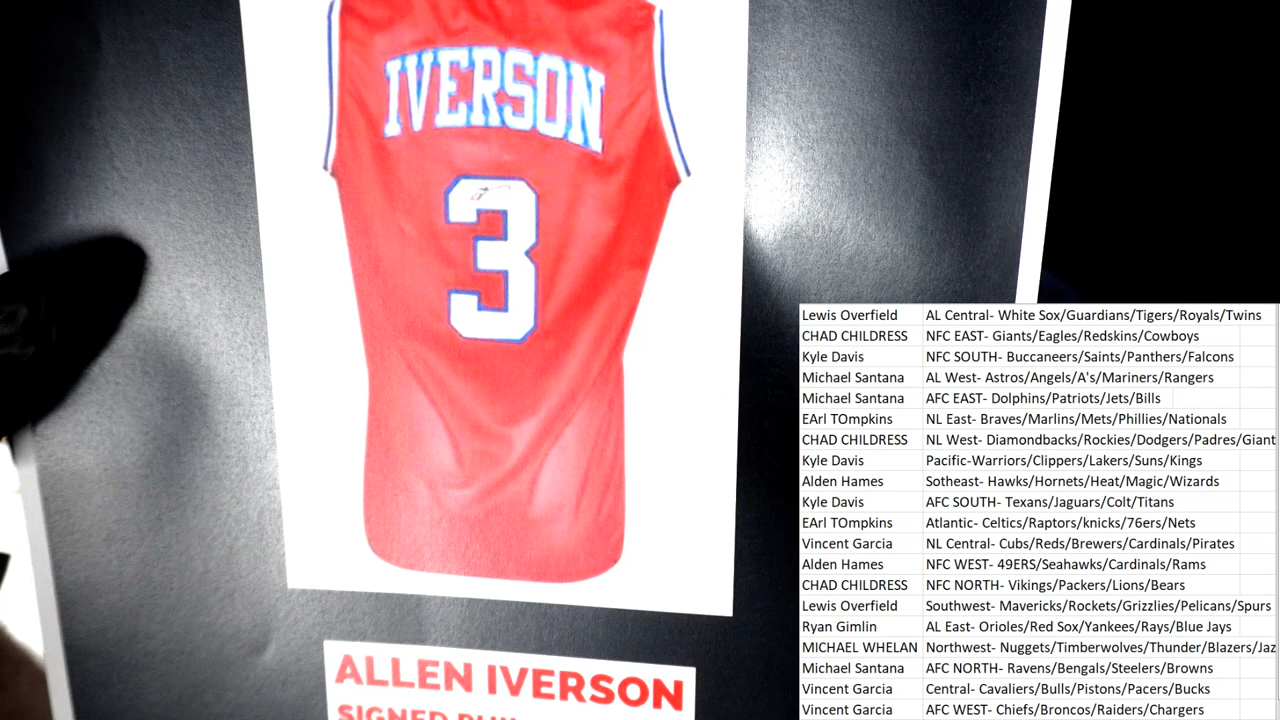 IVERSON
3
ALLEN IVERSON
Lewis Overfield AL Central- White Sox/Guardians/Tigers/Royals/Twins
CHAD CHILDRESS NFC EAST- Giants/Eagles/Redskins/Cowboys
Kyle Davis NFC SOUTH- Buccaneers/Saints/Panthers/Falcons
Michael Santana AL West- Astros/Angels/A's/Mariners/Rangers
Michael Santana AFC EAST- Dolphins/Patriots/Jets/Bills
EArl TOmpkins NL East- Braves/Marlins/Mets/Phillies/Nationals
CHAD CHILDRESS NL West- Diamondbacks/Rockies/Dodgers/Padres/Giant
Kyle Davis Pacific-Warriors/Clippers/Lakers/Suns/Kings
Alden Hames Sotheast- Hawks/Hornets/Heat/Magic/Wizards
Kyle Davis AFC SOUTH- Texans/Jaguars/Colt/Titans
EArl TOmpkins Atlantic- Celtics/Raptors/knicks/76ers/Nets
Vincent Garcia NL Central- Cubs/Reds/Brewers/Cardinals/Pirates
Alden Hames NFC WEST- 49ERS/Seahawks/Cardinals/Rams
CHAD CHILDRESS NFC NORTH- Vikings/Packers/Lions/Bears
Lewis Overfield Southwest- Mavericks/Rockets/Grizzlies/Pelicans/Spurs
Ryan Gimlin AL East- Orioles/Red Sox/Yankees/Rays/Blue Jays
MICHAEL WHELAN Northwest- Nuggets/Timberwolves/Thunder/Blazers/Jaz
Michael Santana AFC NORTH- Ravens/Bengals/Steelers/Browns
Vincent Garcia Central- Cavaliers/Bulls/Pistons/Pacers/Bucks
Vincent Garcia AFC WEST- Chiefs/Broncos/Raiders/Chargers